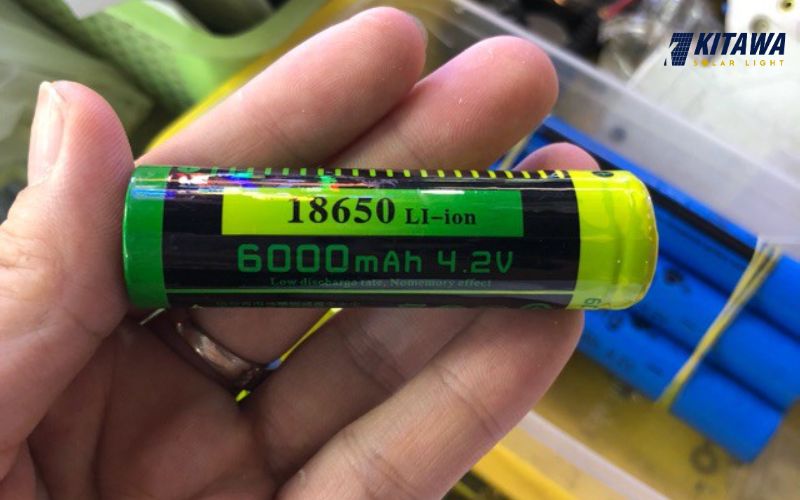 KITAWA
SOLAR LIGHT
18650 LI-ion
6000mAh 4.2V
Low discharge rate, Nomemory effect